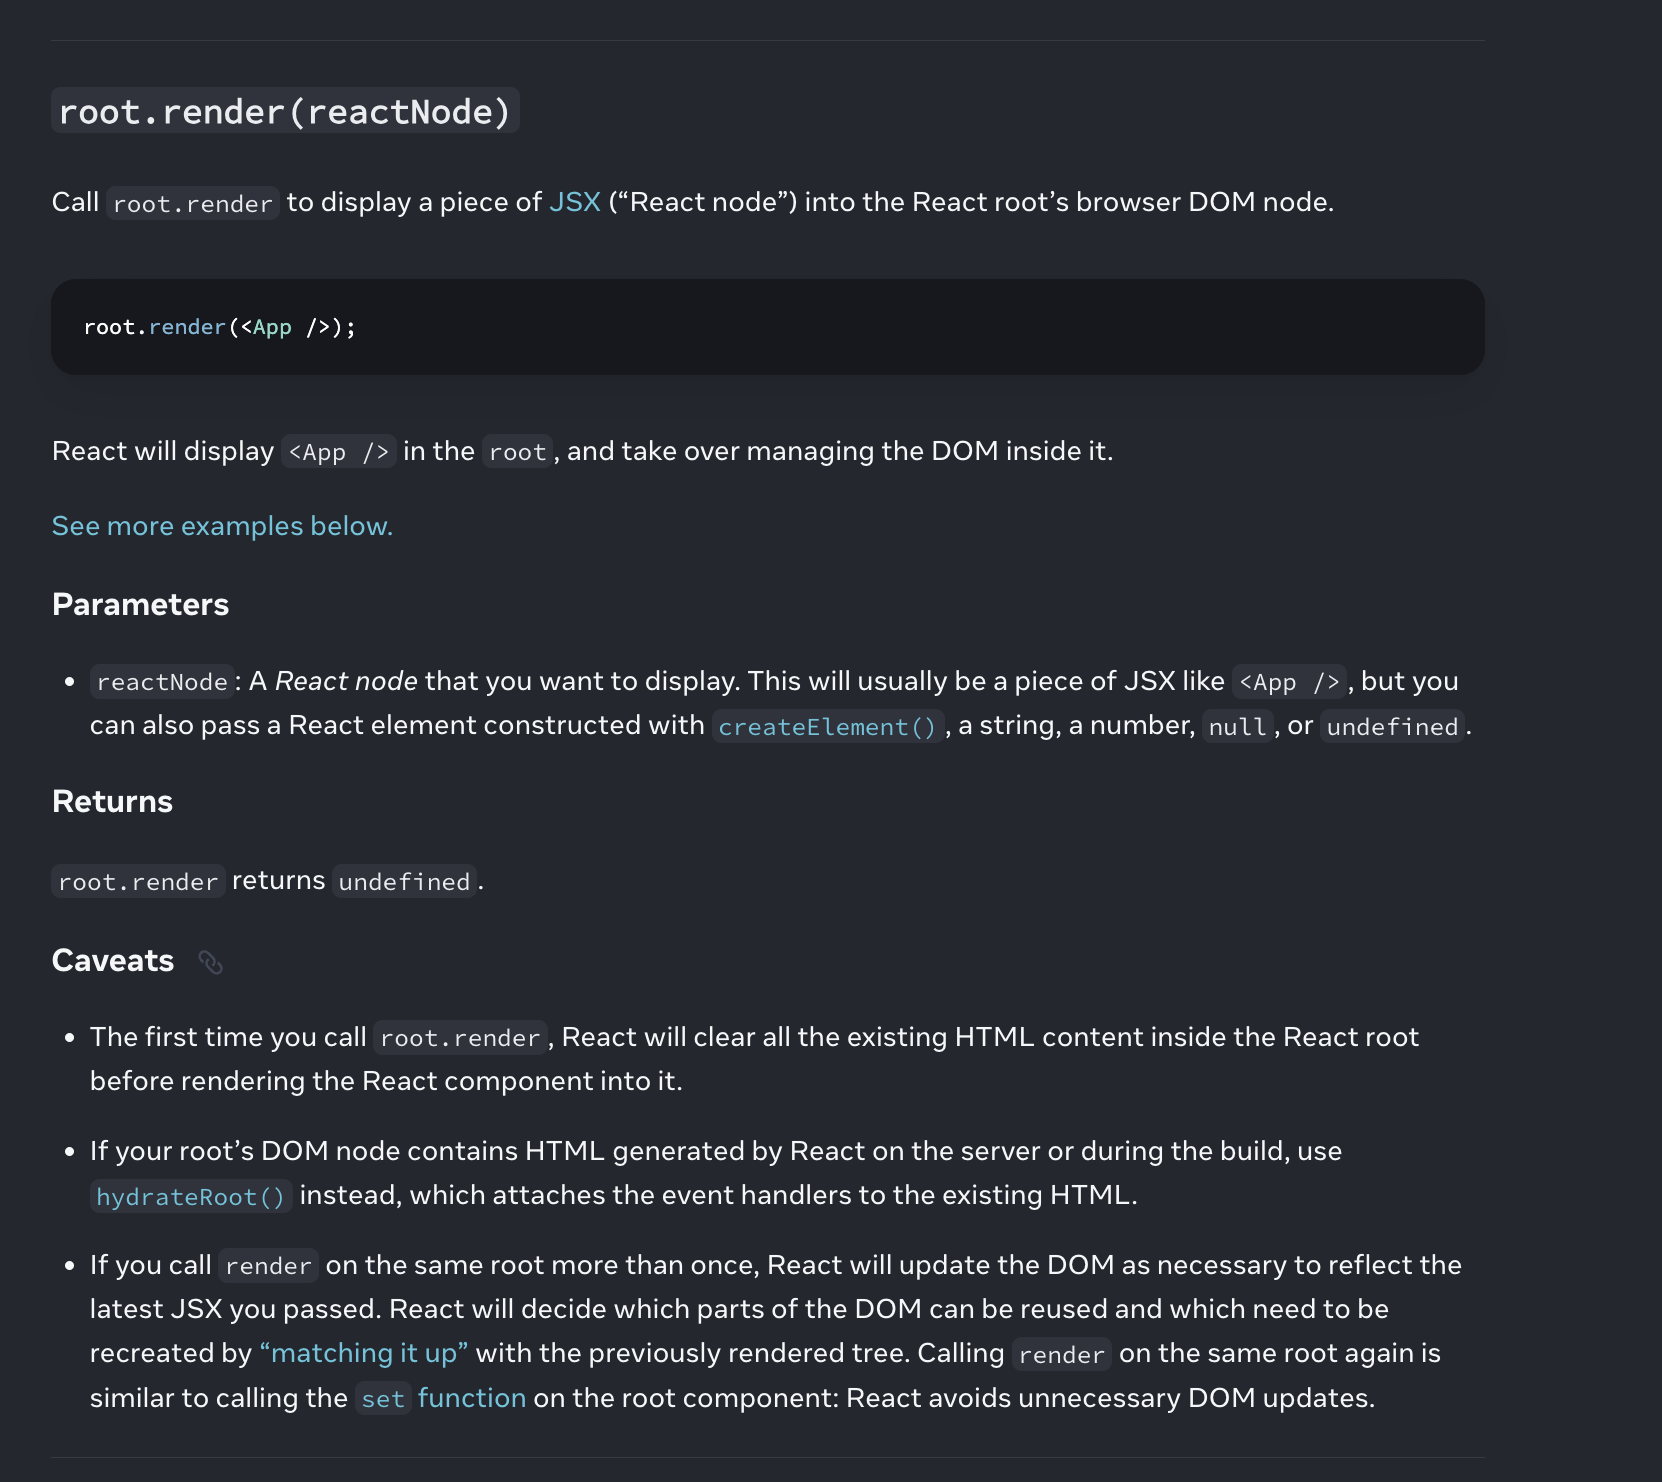 root.render(reactNode)
Call root.render to display a piece of JSX (“React node”) into the React root’s browser DOM node.
root.render(<App />);
React will display <App /> in the root, and take over managing the DOM inside it.
See more examples below.
Parameters
• reactNode: A React node that you want to display. This will usually be a piece of JSX like <App />, but you
can also pass a React element constructed with createElement(), a string, a number, null, or undefined.
Returns
root.render returns undefined.
Caveats
• The first time you call root.render, React will clear all the existing HTML content inside the React root
before rendering the React component into it.
• If your root’s DOM node contains HTML generated by React on the server or during the build, use
hydrateRoot() instead, which attaches the event handlers to the existing HTML.
• If you call render on the same root more than once, React will update the DOM as necessary to reflect the
latest JSX you passed. React will decide which parts of the DOM can be reused and which need to be
recreated by “matching it up” with the previously rendered tree. Calling render on the same root again is
similar to calling the set function on the root component: React avoids unnecessary DOM updates.